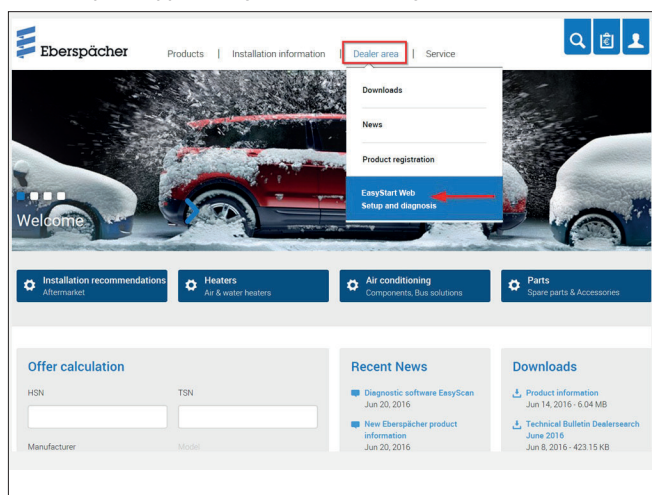 Eberspächer
Products | Installation information | Dealer area | Service
Downloads
News
Product registration
EasyStart Web
Setup and diagnosis
Welcome
Installation recommendations
Aftermarket
Heaters
Air & water heaters
Air conditioning
Components, Bus solutions
Parts
Spare parts & Accessories
Offer calculation
HSN
TSN
Manufacturer
Model
Recent News
Diagnostic software EasyScan
Jun 20, 2016
New Eberspächer product
information
Jun 20, 2016
Downloads
Product information
Jun 14, 2016 - 6.04 MB
Technical Bulletin Dealersearch
June 2016
Jun 8, 2016 - 423.15 KB